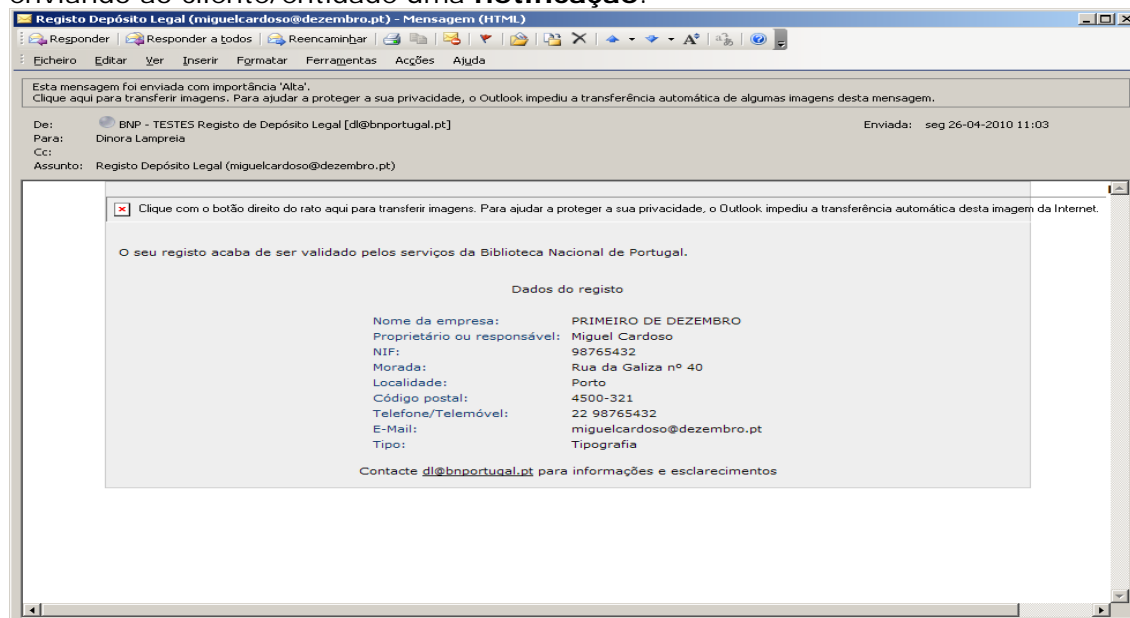 enviando ao cliente/entidade uma notificação:
Registo Depósito Legal (miguelcardoso@dezembro.pt) - Mensagem (HTML)
Responder Responder a todos Reencaminhar
Ficheiro Editar Ver Inserir Formatar Ferramentas Acções Ajuda
Esta mensagem foi enviada com importância 'Alta'.
Clique aqui para transferir imagens. Para ajudar a proteger a sua privacidade, o Outlook impediu a transferência automática de algumas imagens desta mensagem.
De: BNP - TESTES Registo de Depósito Legal [dl@bnportugal.pt] Enviada: seg 26-04-2010 11:03
Para: Dinora Lampreia
Cc:
Assunto: Registo Depósito Legal (miguelcardoso@dezembro.pt)
Clique com o botão direito do rato aqui para transferir imagens. Para ajudar a proteger a sua privacidade, o Outlook impediu a transferência automática desta imagem da Internet.
O seu registo acaba de ser validado pelos serviços da Biblioteca Nacional de Portugal.
Dados do registo
Nome da empresa: PRIMEIRO DE DEZEMBRO
Proprietário ou responsável: Miguel Cardoso
NIF: 98765432
Morada: Rua da Galiza nº 40
Localidade: Porto
Código postal: 4500-321
Telefone/Telemóvel: 22 98765432
E-Mail: miguelcardoso@dezembro.pt
Tipo: Tipografia
Contacte dl@bnportugal.pt para informações e esclarecimentos